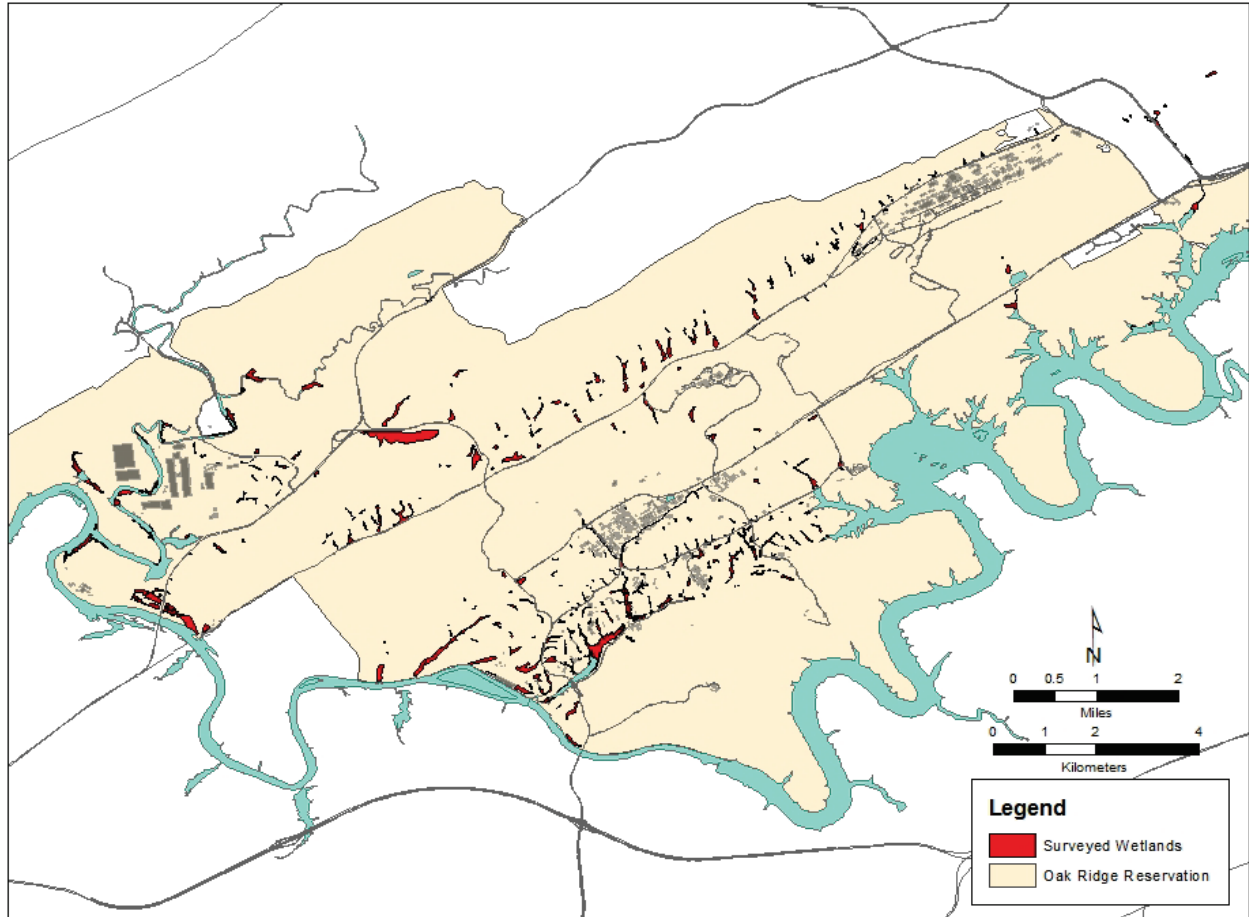 N
0 0.5 1 2
Miles
0 1 2 4
Kilometers
Legend
Surveyed Wetlands
Oak Ridge Reservation